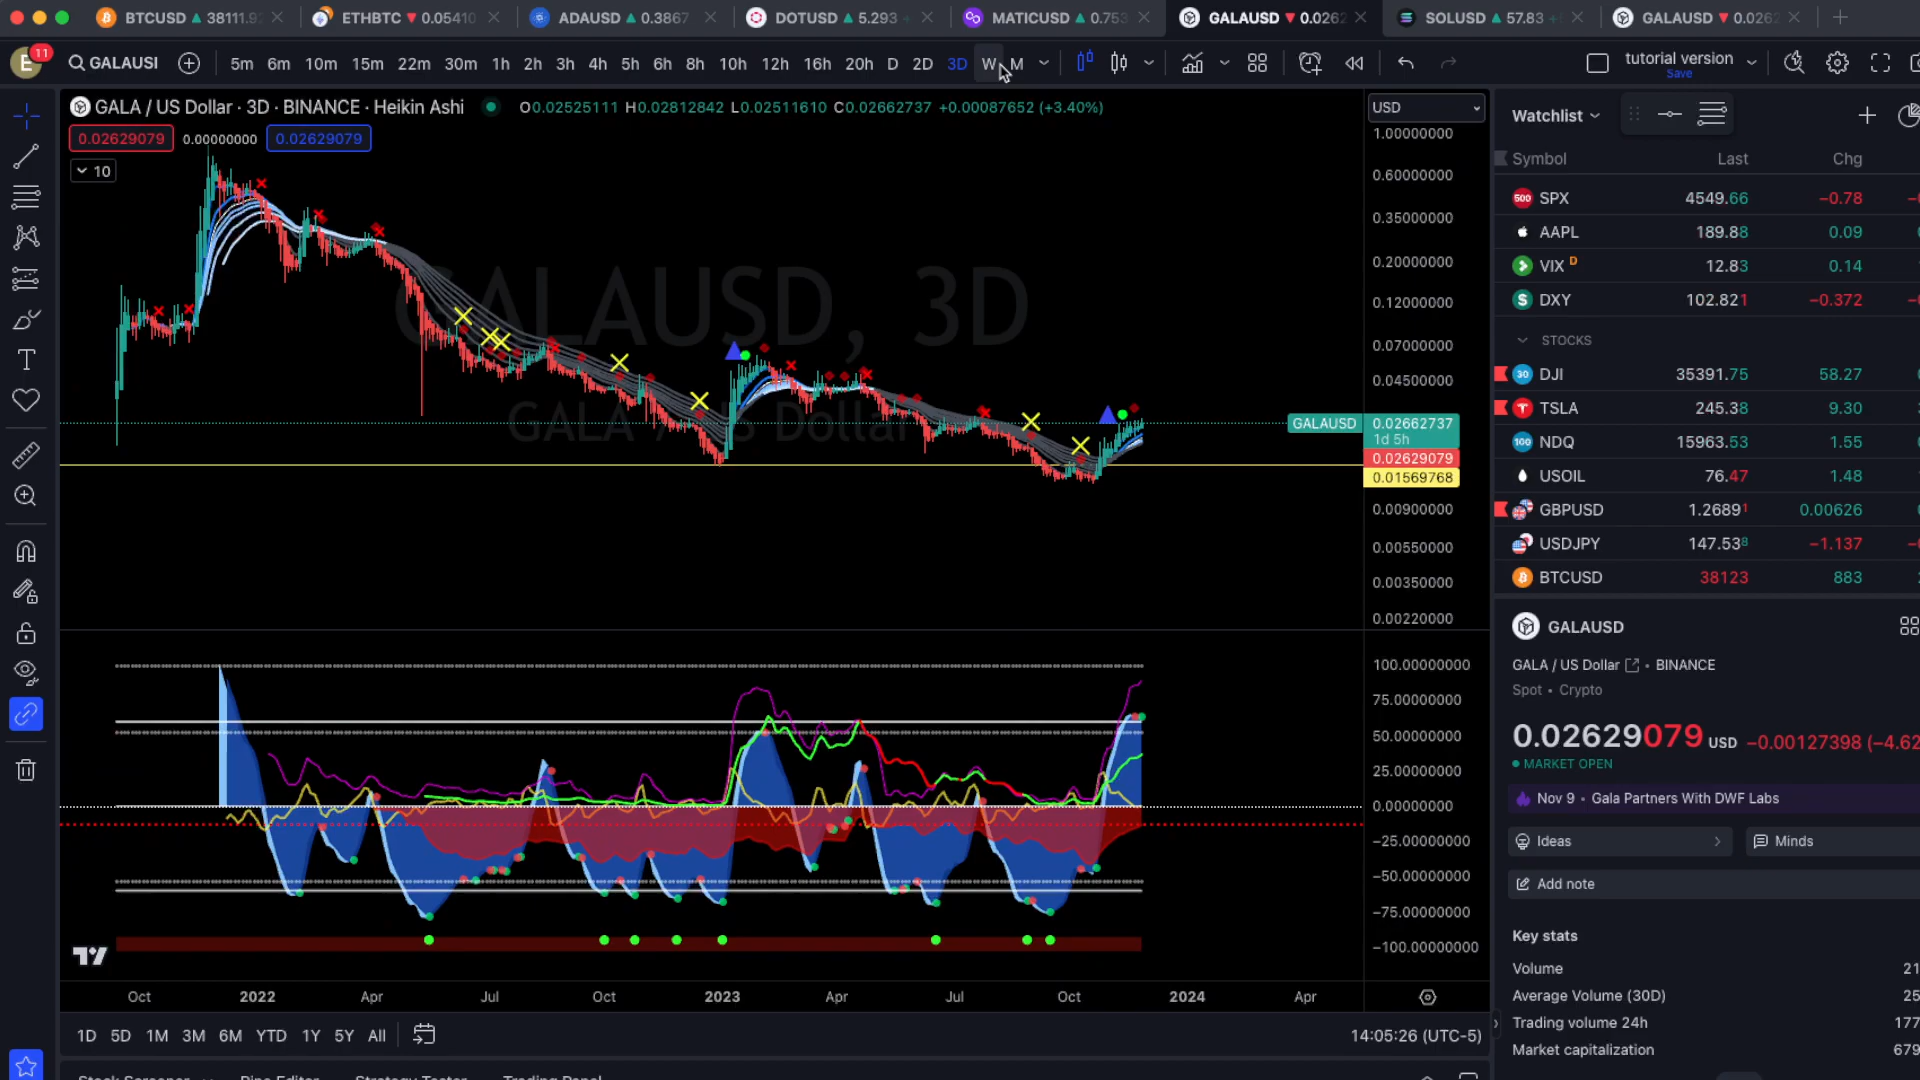 BTCUSD ▲ 38111.9
ETHBTC ▼ 0.05410
ADAUSD ▲ 0.3867
DOTUSD ▲ 5.293
MATICUSD ▲ 0.753
GALAUSD ▼ 0.0262
SOLUSD ▲ 57.83
GALAUSD ▼ 0.0262
E 11
GALAUSI
5m 6m 10m 15m 22m 30m 1h 2h 3h 4h 5h 6h 8h 10h 12h 16h 20h D 2D 3D W M
tutorial version
Save
GALA / US Dollar · 3D · BINANCE · Heikin Ashi
O0.02525111 H0.02812842 L0.02511610 C0.02662737 +0.00087652 (+3.40%)
0.02629079 0.00000000 0.02629079
10
USD
1.00000000
0.60000000
0.35000000
0.20000000
0.12000000
0.07000000
0.04500000
GALAUSD, 3D
GALA / US Dollar
GALAUSD 0.02662737
1d 5h
0.02629079
0.01569768
0.00900000
0.00550000
0.00350000
0.00220000
100.00000000
75.00000000
50.00000000
25.00000000
0.00000000
−25.00000000
−50.00000000
−75.00000000
−100.00000000
Oct 2022 Apr Jul Oct 2023 Apr Jul Oct 2024 Apr
1D 5D 1M 3M 6M YTD 1Y 5Y All
14:05:26 (UTC-5)
Stock Screener Pine Editor Strategy Tester Trading Panel
Watchlist
Symbol Last Chg
500 SPX 4549.66 −0.78
AAPL 189.88 0.09
VIX D 12.83 0.14
$ DXY 102.821 −0.372
STOCKS
30 DJI 35391.75 58.27
TSLA 245.38 9.30
100 NDQ 15963.53 1.55
USOIL 76.47 1.48
GBPUSD 1.2689¹ 0.00626
USDJPY 147.53⁸ −1.137
BTCUSD 38123 883
GALAUSD
GALA / US Dollar • BINANCE
Spot • Crypto
0.02629079 USD −0.00127398 (−4.62
MARKET OPEN
Nov 9 • Gala Partners With DWF Labs
Ideas
Minds
Add note
Key stats
Volume 21
Average Volume (30D) 25
Trading volume 24h 177
Market capitalization 679